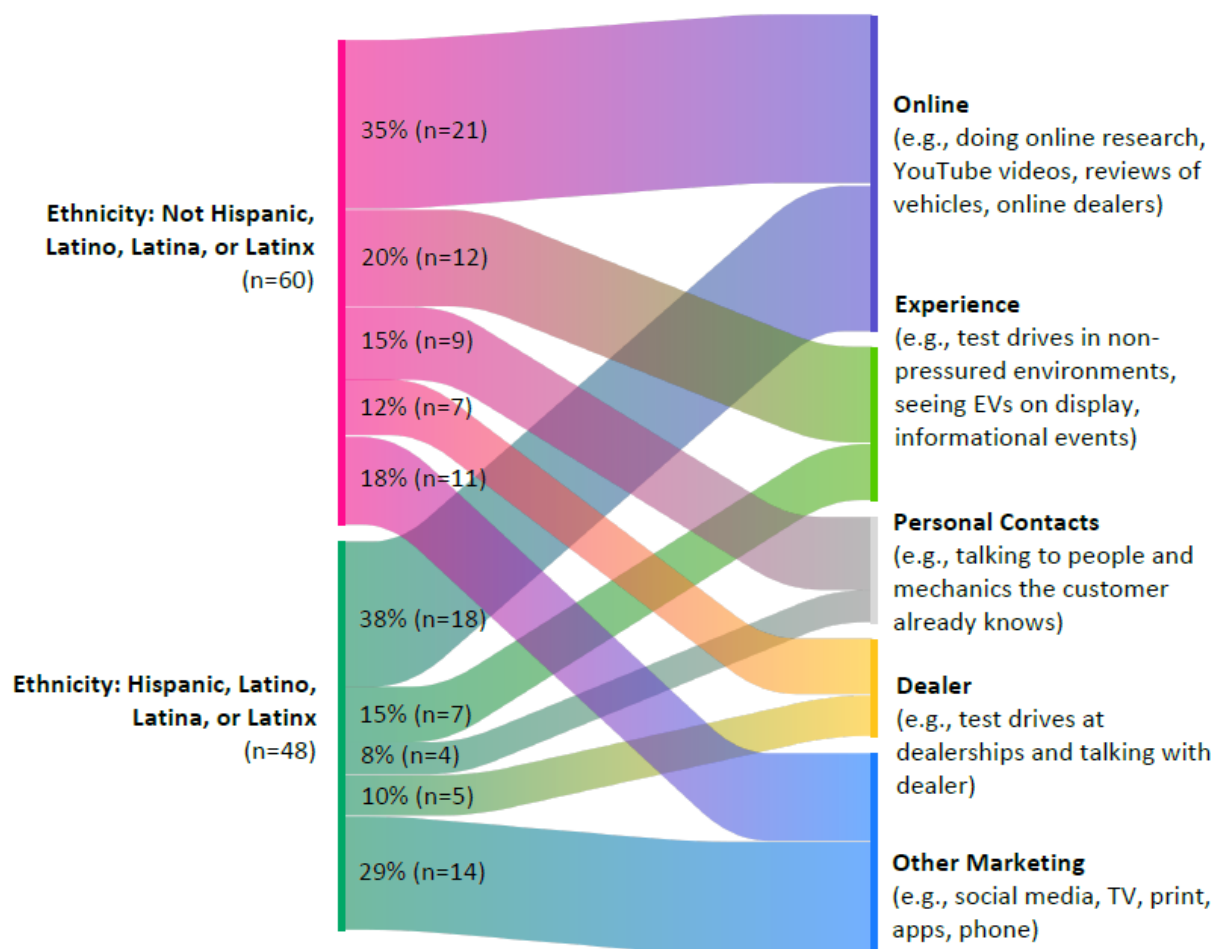 Ethnicity: Not Hispanic,
Latino, Latina, or Latinx
(n=60)
35% (n=21)
20% (n=12)
15% (n=9)
12% (n=7)
18% (n=11)
Ethnicity: Hispanic, Latino,
Latina, or Latinx
(n=48)
38% (n=18)
15% (n=7)
8% (n=4)
10% (n=5)
29% (n=14)
Online
(e.g., doing online research,
YouTube videos, reviews of
vehicles, online dealers)
Experience
(e.g., test drives in non-
pressured environments,
seeing EVs on display,
informational events)
Personal Contacts
(e.g., talking to people and
mechanics the customer
already knows)
Dealer
(e.g., test drives at
dealerships and talking with
dealer)
Other Marketing
(e.g., social media, TV, print,
apps, phone)